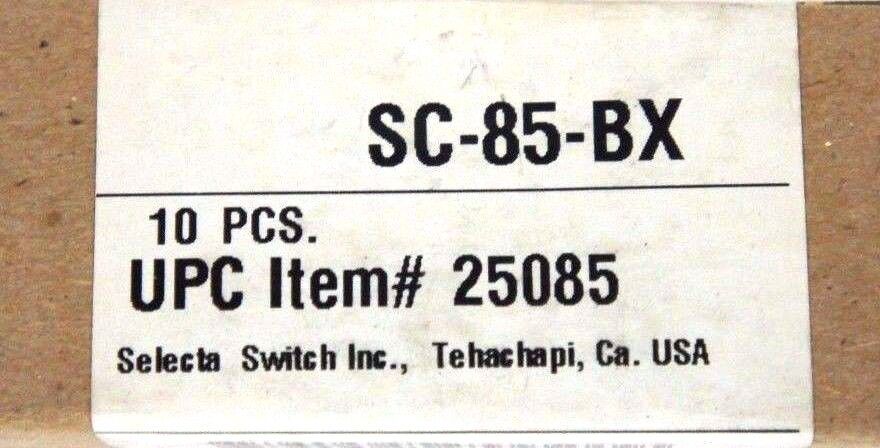 SC-85-BX
10 PCS.
UPC Item# 25085
Selecta Switch Inc., Tehachapi, Ca. USA